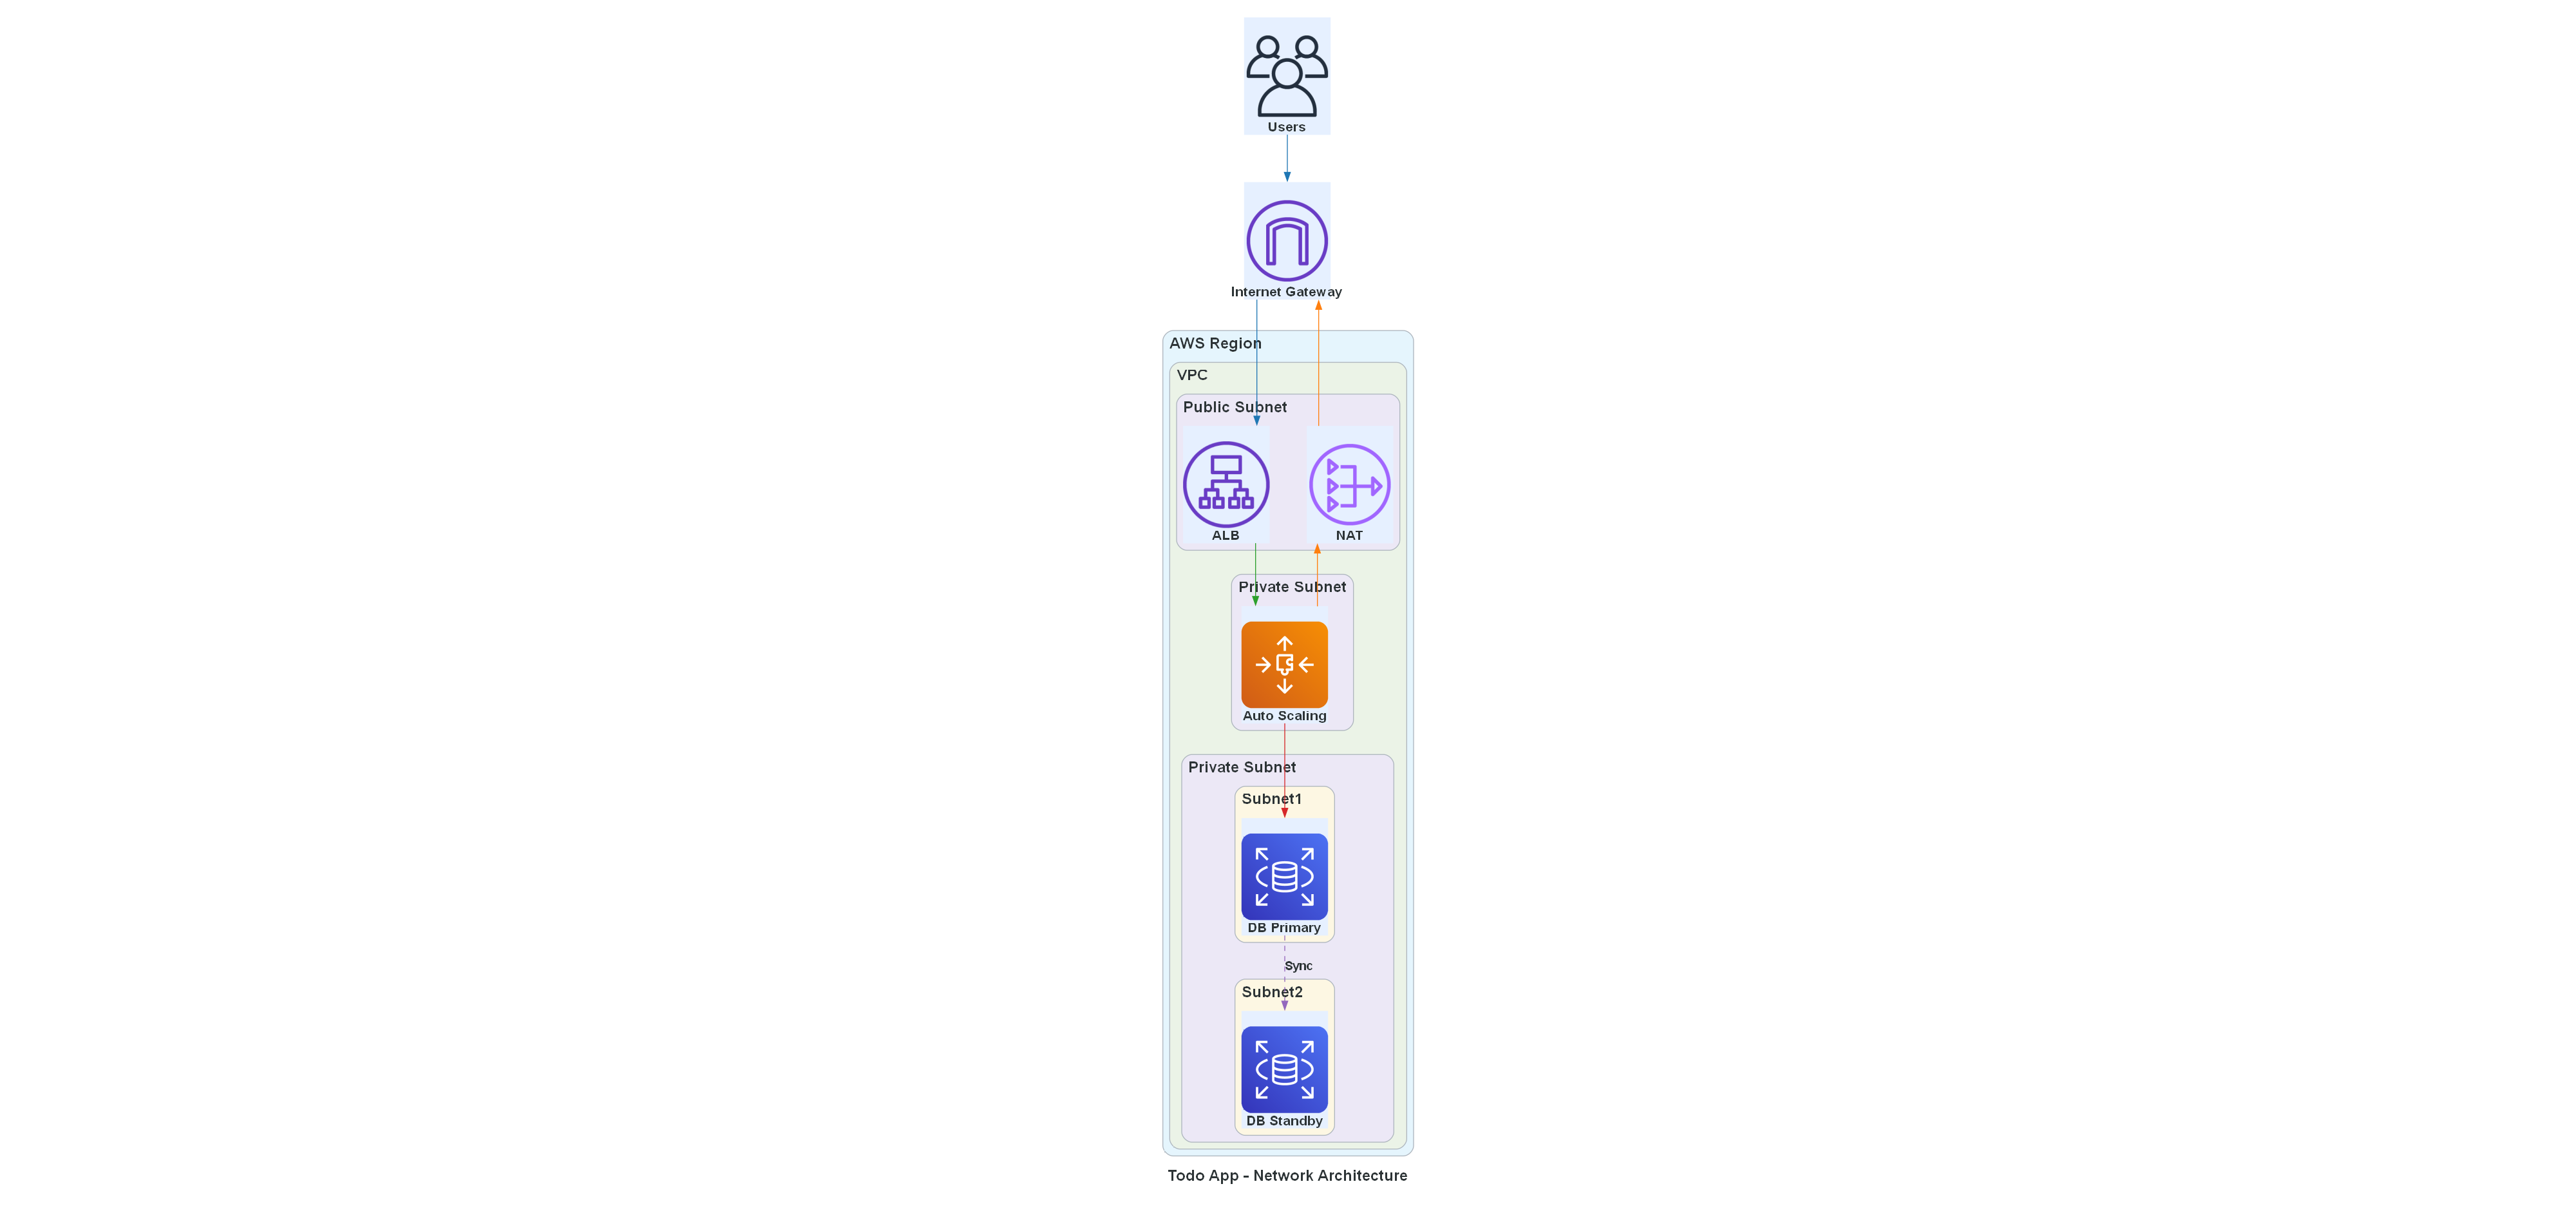 Users
Internet Gateway
AWS Region
VPC
Public Subnet
ALB
NAT
Private Subnet
Auto Scaling
Private Subnet
Subnet1
DB Primary
Sync
Subnet2
DB Standby
Todo App - Network Architecture